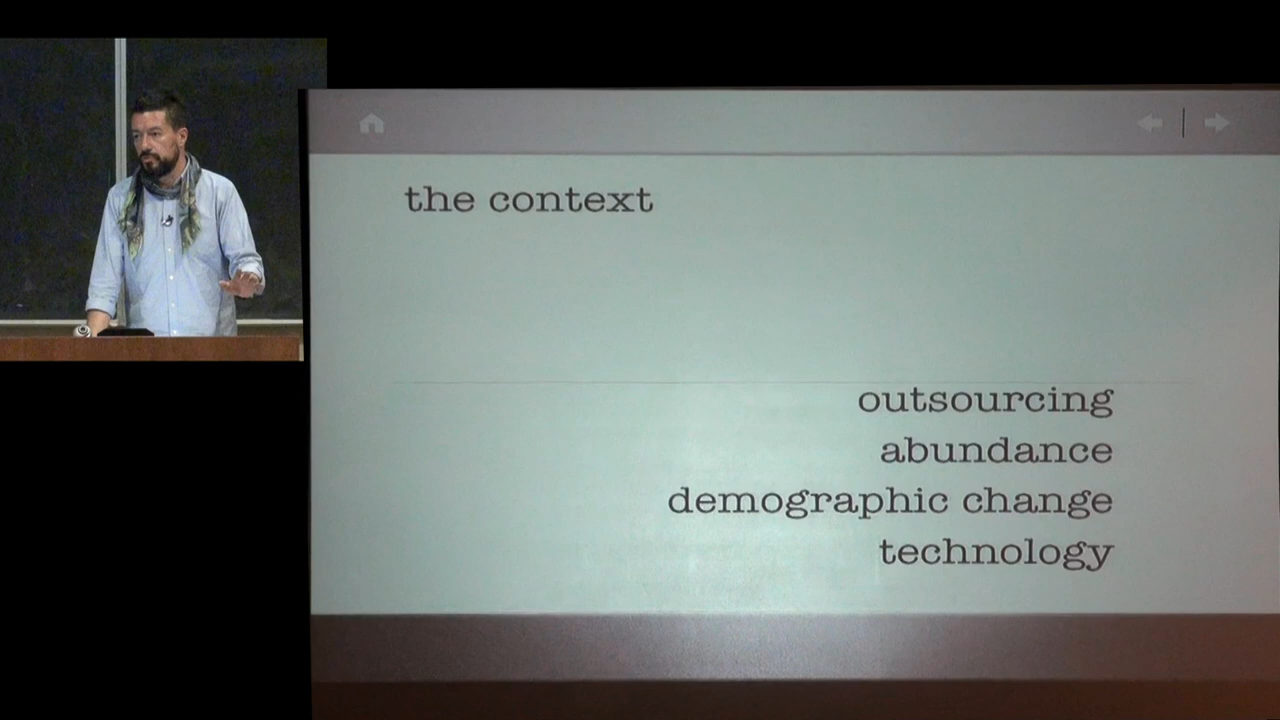 the context
outsourcing
abundance
demographic change
technology